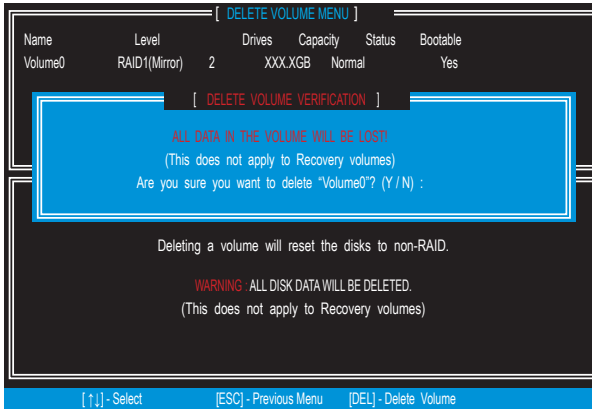 [ DELETE VOLUME MENU ]
Name Level Drives Capacity Status Bootable
Volume0 RAID1(Mirror) 2 XXX.XGB Normal Yes
[ DELETE VOLUME VERIFICATION ]
ALL DATA IN THE VOLUME WILL BE LOST!
(This does not apply to Recovery volumes)
Are you sure you want to delete “Volume0”? (Y / N) :
Deleting a volume will reset the disks to non-RAID.
WARNING : ALL DISK DATA WILL BE DELETED.
(This does not apply to Recovery volumes)
[↑↓] - Select [ESC] - Previous Menu [DEL] - Delete Volume